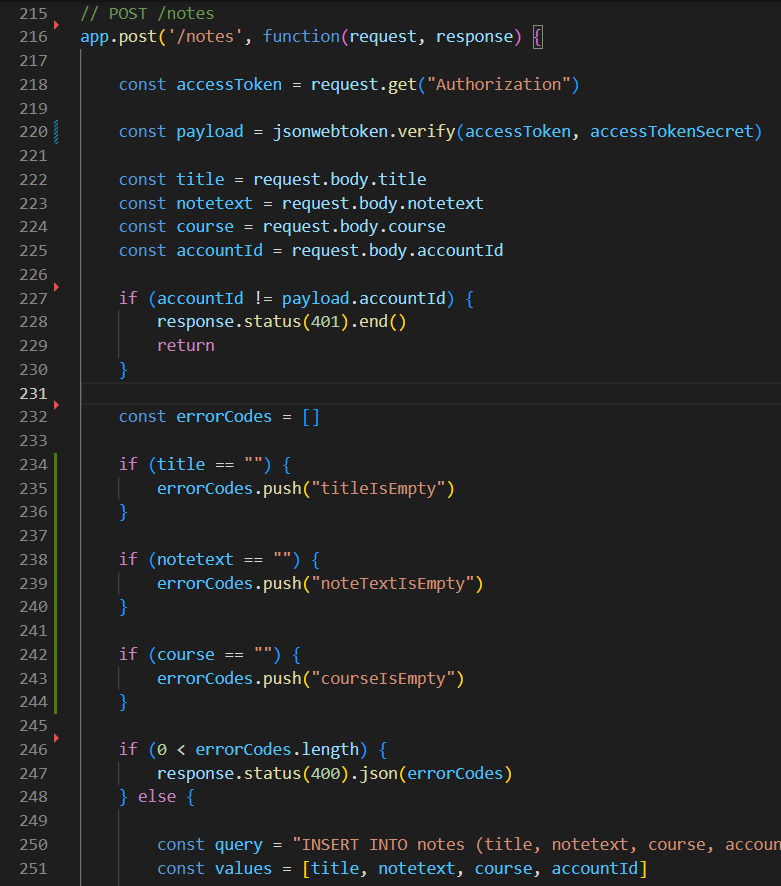 215 // POST /notes
216 app.post('/notes', function(request, response) {
217
218 const accessToken = request.get("Authorization")
219
220 const payload = jsonwebtoken.verify(accessToken, accessTokenSecret)
221
222 const title = request.body.title
223 const notetext = request.body.notetext
224 const course = request.body.course
225 const accountId = request.body.accountId
226
227 if (accountId != payload.accountId) {
228 response.status(401).end()
229 return
230 }
231
232 const errorCodes = []
233
234 if (title == "") {
235 errorCodes.push("titleIsEmpty")
236 }
237
238 if (notetext == "") {
239 errorCodes.push("noteTextIsEmpty")
240 }
241
242 if (course == "") {
243 errorCodes.push("courseIsEmpty")
244 }
245
246 if (0 < errorCodes.length) {
247 response.status(400).json(errorCodes)
248 } else {
249
250 const query = "INSERT INTO notes (title, notetext, course, accoun
251 const values = [title, notetext, course, accountId]